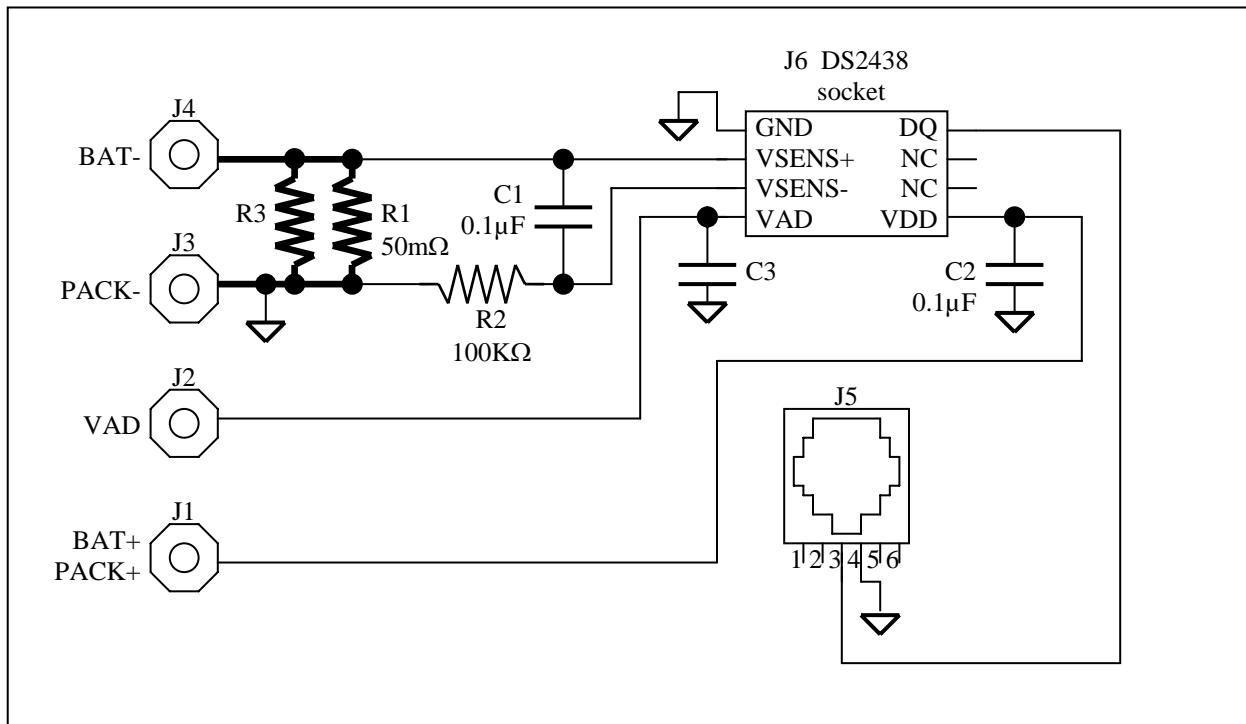 J6 DS2438
socket
J4
BAT-
GND
DQ
VSENS+
NC
VSENS-
NC
VAD
VDD
R3
R1
50mΩ
C1
0.1µF
J3
PACK-
R2
100KΩ
C3
C2
0.1µF
J2
VAD
J5
1 2 3 4 5 6
J1
BAT+
PACK+